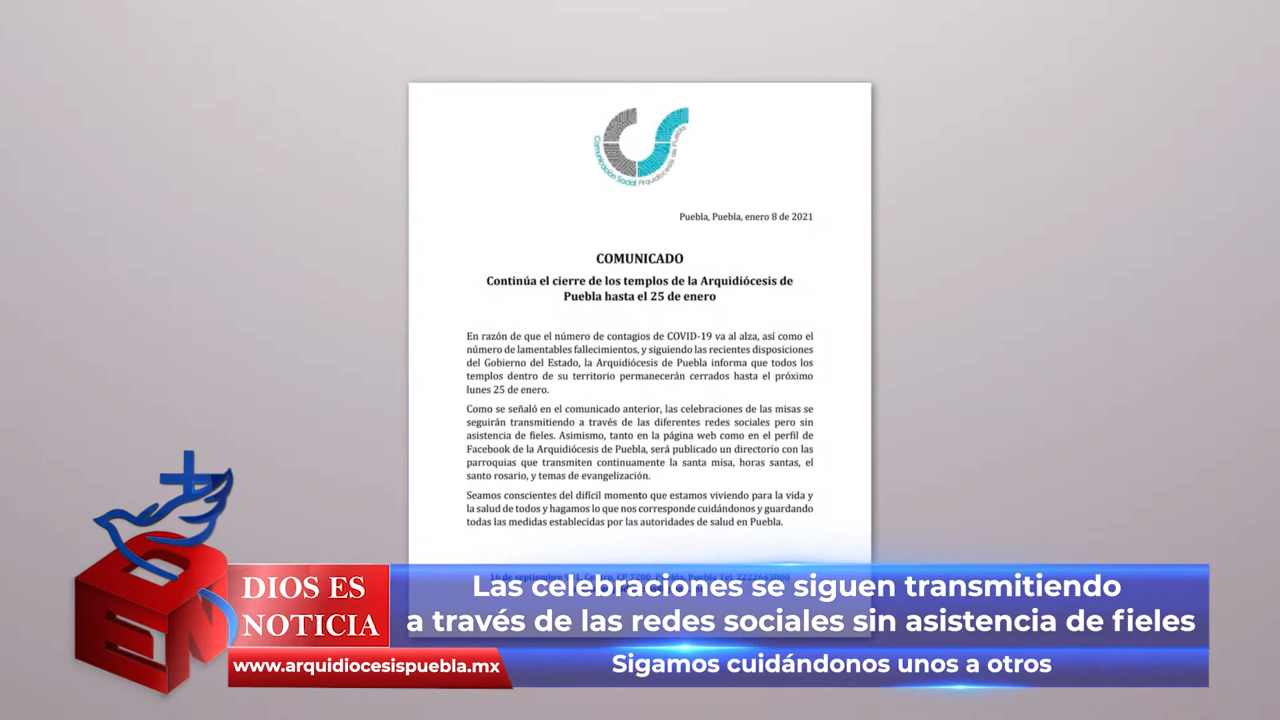 Comunicación Social Arquidiócesis de Puebla
Puebla, Puebla, enero 8 de 2021
COMUNICADO
Continúa el cierre de los templos de la Arquidiócesis de
Puebla hasta el 25 de enero
En razón de que el número de contagios de COVID-19 va al alza, así como el
número de lamentables fallecimientos, y siguiendo las recientes disposiciones
del Gobierno del Estado, la Arquidiócesis de Puebla informa que todos los
templos dentro de su territorio permanecerán cerrados hasta el próximo
lunes 25 de enero.
Como se señaló en el comunicado anterior, las celebraciones de las misas se
seguirán transmitiendo a través de las diferentes redes sociales pero sin
asistencia de fieles. Asimismo, tanto en la página web como en el perfil de
Facebook de la Arquidiócesis de Puebla, será publicado un directorio con las
parroquias que transmiten continuamente la santa misa, horas santas, el
santo rosario, y temas de evangelización.
Seamos conscientes del difícil momento que estamos viviendo para la vida y
la salud de todos y hagamos lo que nos corresponde cuidándonos y guardando
todas las medidas establecidas por las autoridades de salud en Puebla.
16 de septiembre Centro, CP Puebla, Puebla Tel.
DEN
DIOS ES
NOTICIA
Las celebraciones se siguen transmitiendo
a través de las redes sociales sin asistencia de fieles
www.arquidiocesispuebla.mx
Sigamos cuidándonos unos a otros